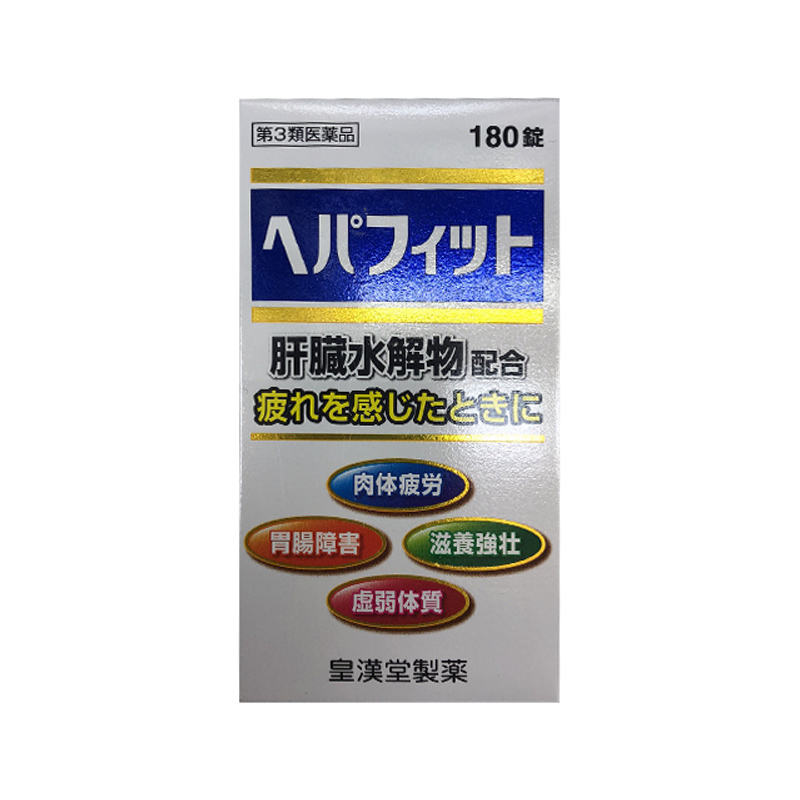 第3類医薬品
180錠
ヘパフィット
肝臓水解物配合
疲れを感じたときに
肉体疲労
胃腸障害
滋養強壮
虚弱体質
皇漢堂製薬